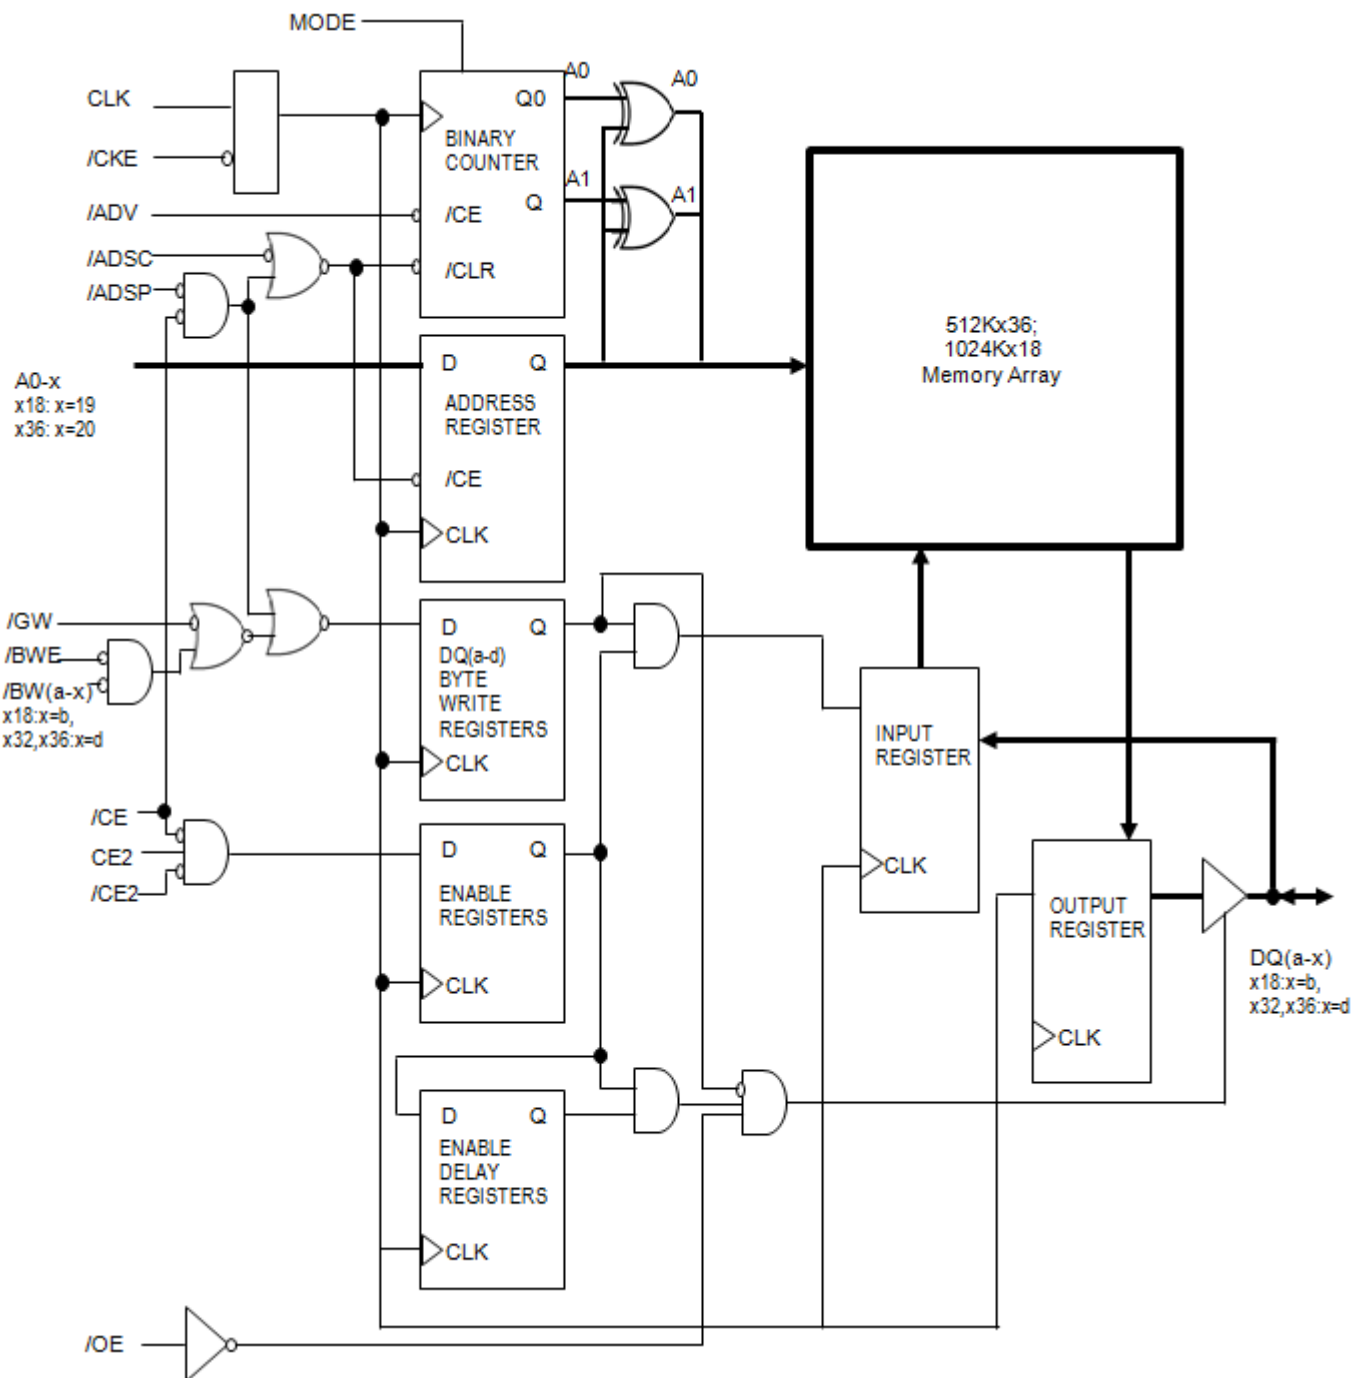 MODE
CLK
/CKE
/ADV
/ADSC
/ADSP
A0-x
x18: x=19
x36: x=20
/GW
/BWE
/BW(a-x)
x18:x=b,
x32,x36:x=d
/CE
CE2
/CE2
/OE
Q0
BINARY
COUNTER
Q
/CE
/CLR
A0
A0
A1
A1
D Q
ADDRESS
REGISTER
/CE
CLK
D Q
DQ(a-d)
BYTE
WRITE
REGISTERS
CLK
D Q
ENABLE
REGISTERS
CLK
D Q
ENABLE
DELAY
REGISTERS
CLK
512Kx36;
1024Kx18
Memory Array
INPUT
REGISTER
CLK
OUTPUT
REGISTER
CLK
DQ(a-x)
x18:x=b,
x32,x36:x=d